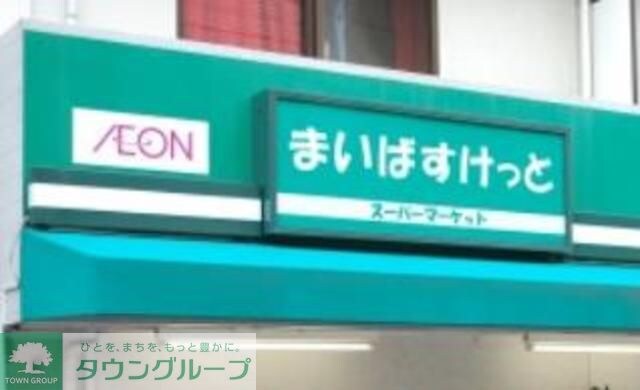 ÆON
まいばすけっと
スーパーマーケット
ひとを、まちを、もっと豊かに。
タウングループ
TOWN GROUP